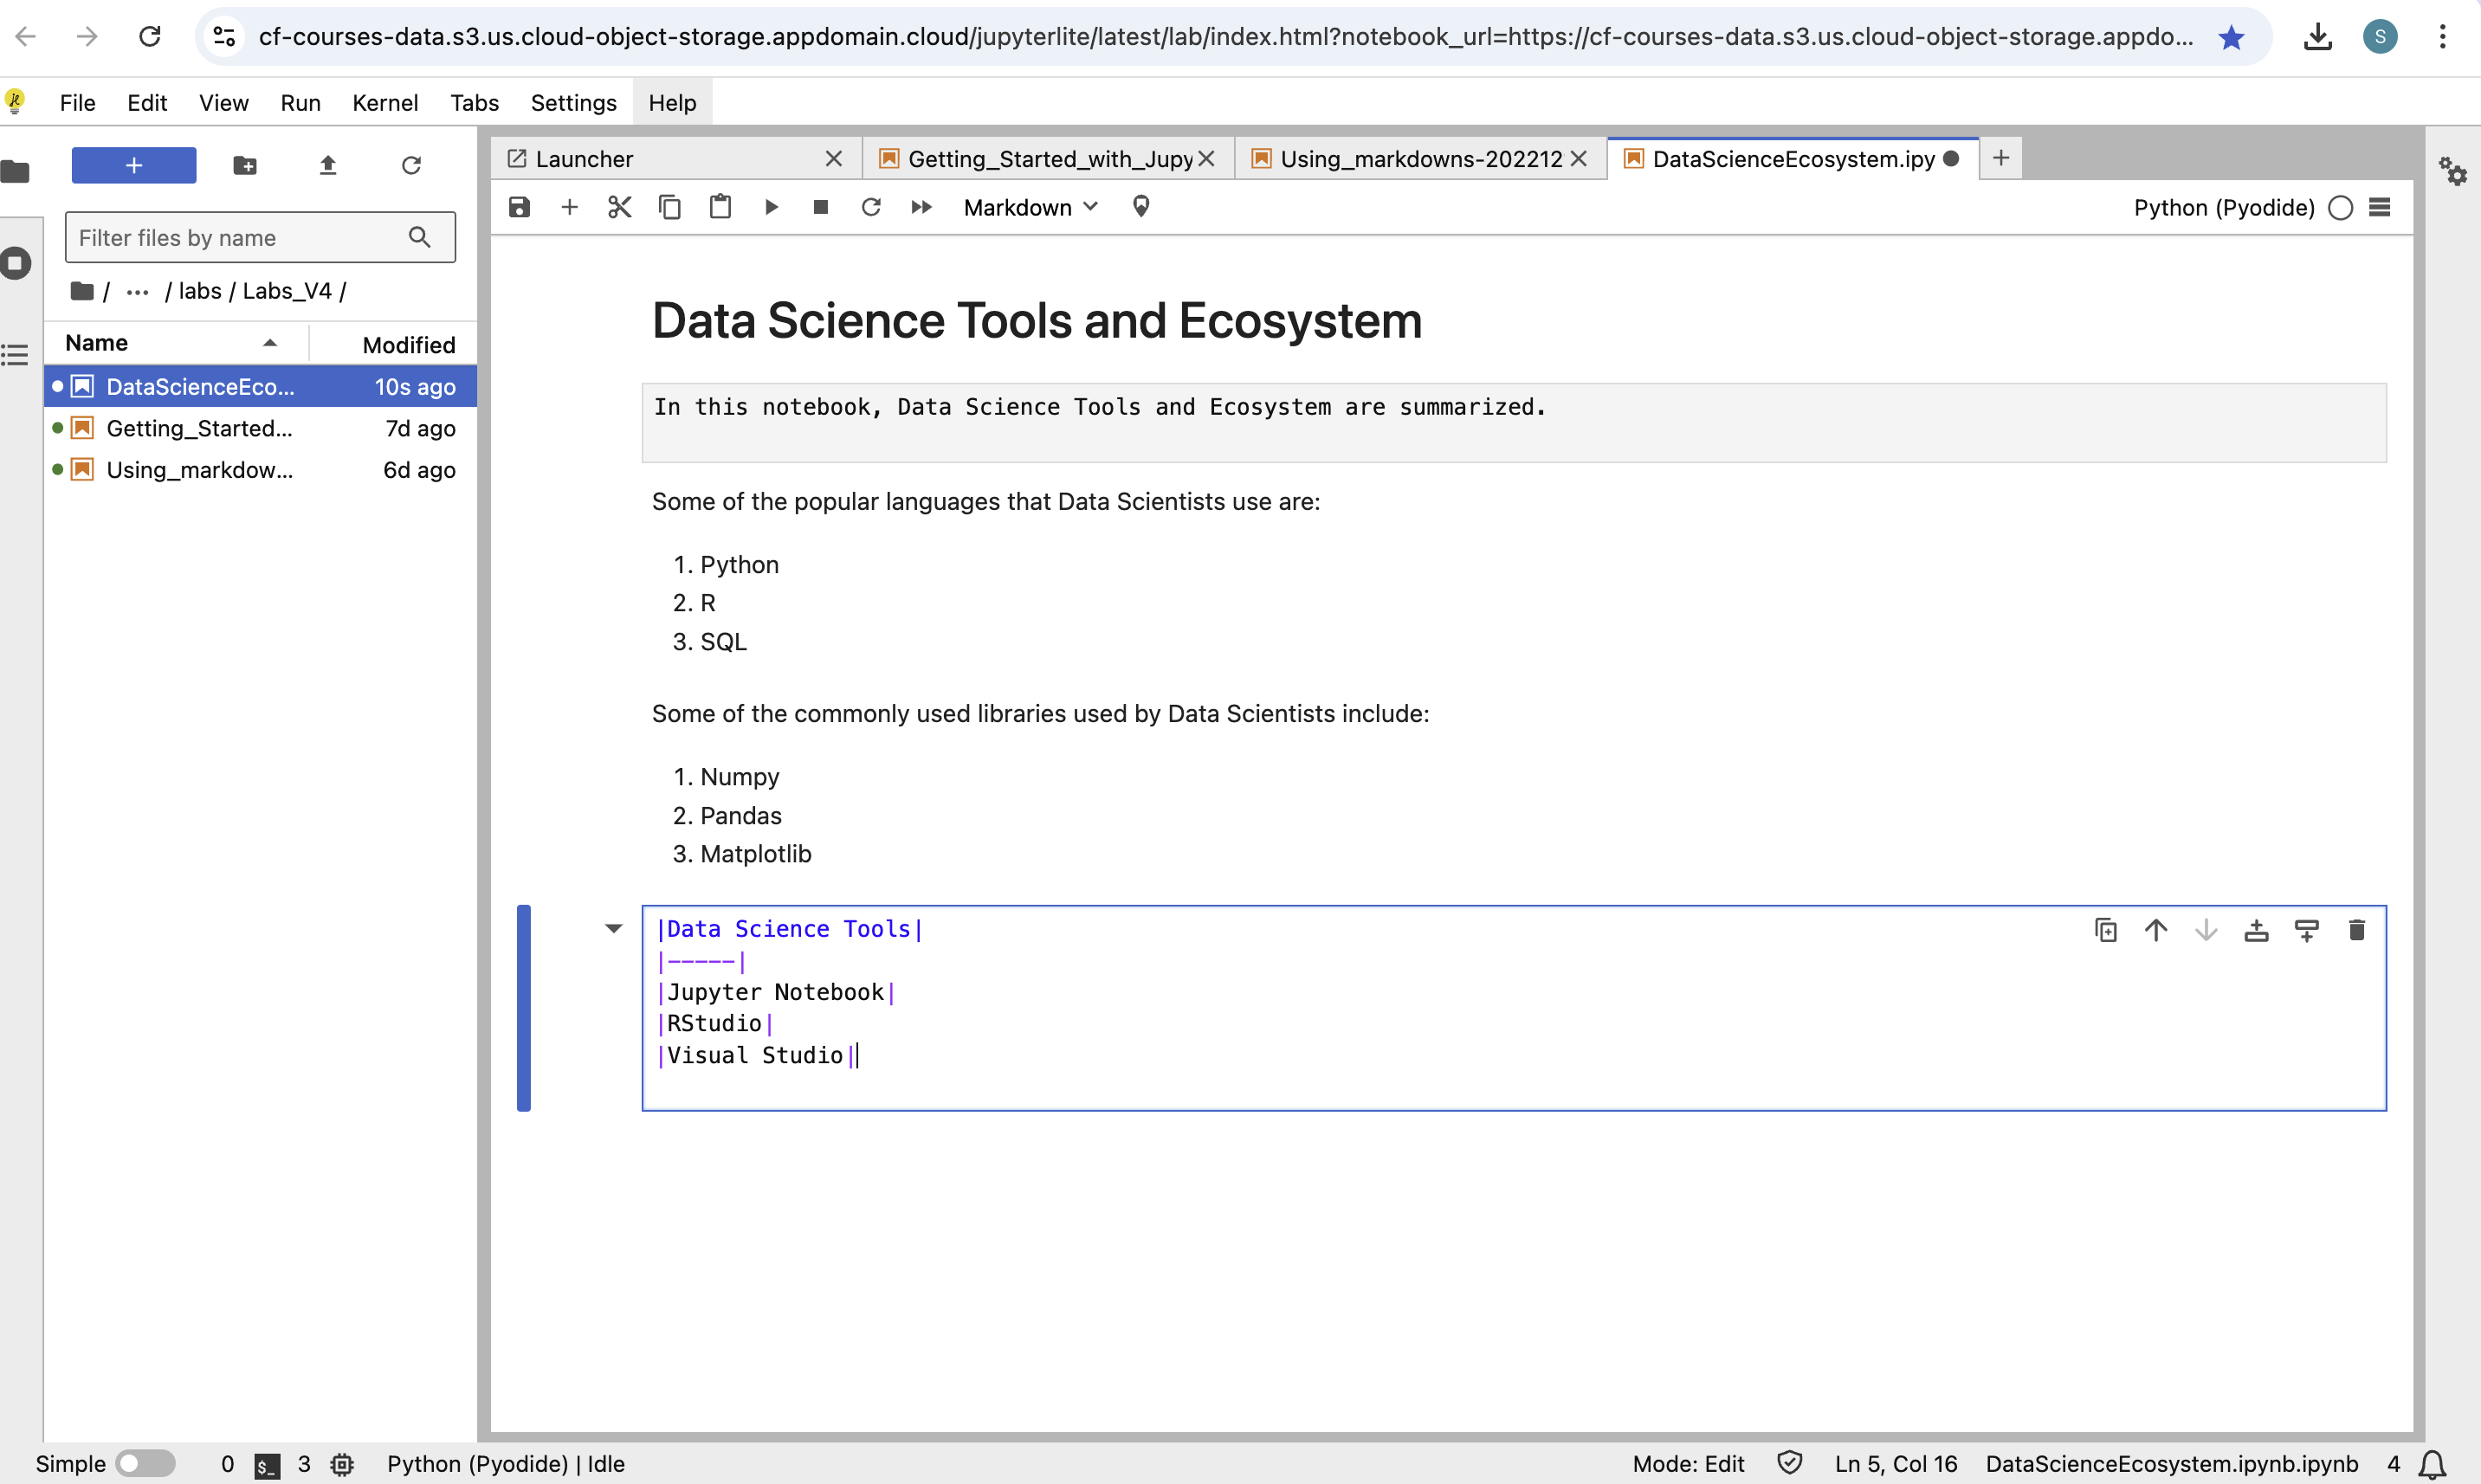 cf-courses-data.s3.us.cloud-object-storage.appdomain.cloud/jupyterlite/latest/lab/index.html?notebook_url=https://cf-courses-data.s3.us.cloud-object-storage.appdo...
S
File Edit View Run Kernel Tabs Settings Help
Launcher Getting_Started_with_Jupy Using_markdowns-202212 DataScienceEcosystem.ipy
Markdown Python (Pyodide)
Filter files by name
/ ... / labs / Labs_V4 /
Name Modified
DataScienceEco... 10s ago
Getting_Started... 7d ago
Using_markdow... 6d ago
Data Science Tools and Ecosystem
In this notebook, Data Science Tools and Ecosystem are summarized.
Some of the popular languages that Data Scientists use are:
1. Python
2. R
3. SQL
Some of the commonly used libraries used by Data Scientists include:
1. Numpy
2. Pandas
3. Matplotlib
|Data Science Tools|
|-----|
|Jupyter Notebook|
|RStudio|
|Visual Studio|
Simple 0 $_ 3 Python (Pyodide) | Idle Mode: Edit Ln 5, Col 16 DataScienceEcosystem.ipynb.ipynb 4